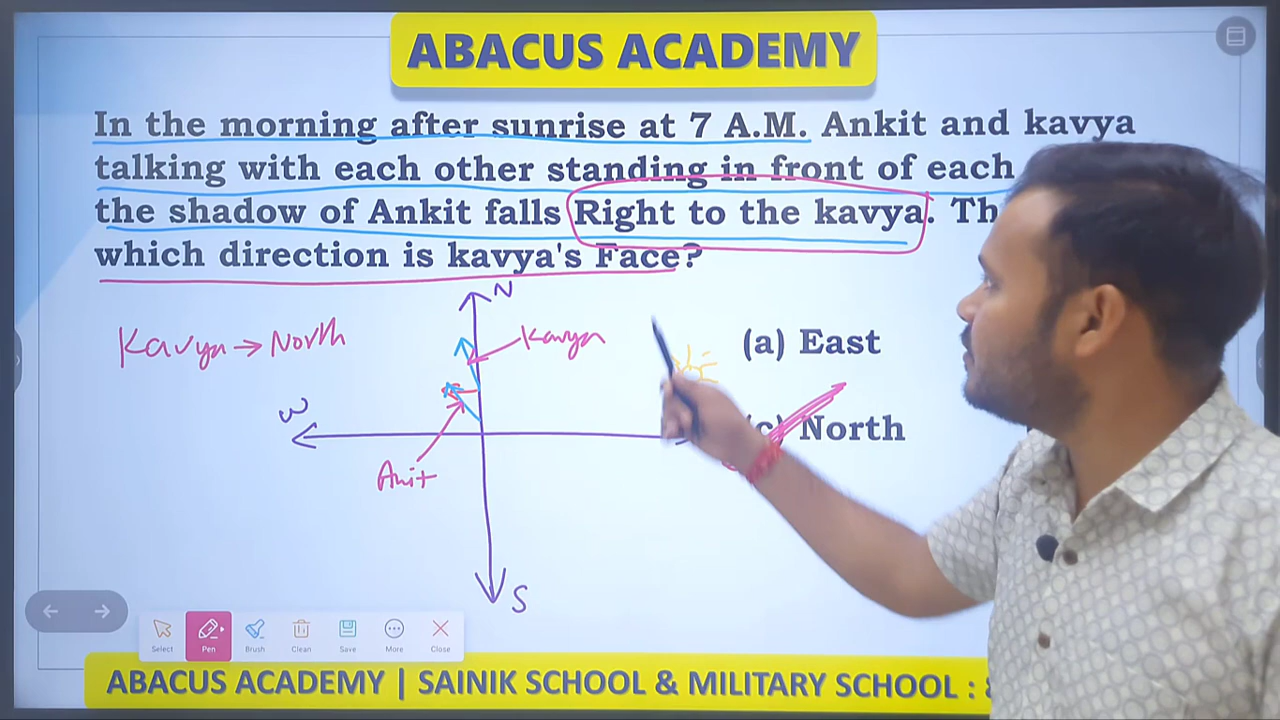 ABACUS ACADEMY
In the morning after sunrise at 7 A.M. Ankit and kavya
talking with each other standing in front of each
the shadow of Ankit falls Right to the kavya.
which direction is kavya's Face?
N
Kavya → North
Kavya
(a) East
W
(c) North
Anit
S
Select
Pen
Brush
Clean
Save
More
Close
ABACUS ACADEMY | SAINIK SCHOOL & MILITARY SCHOOL :